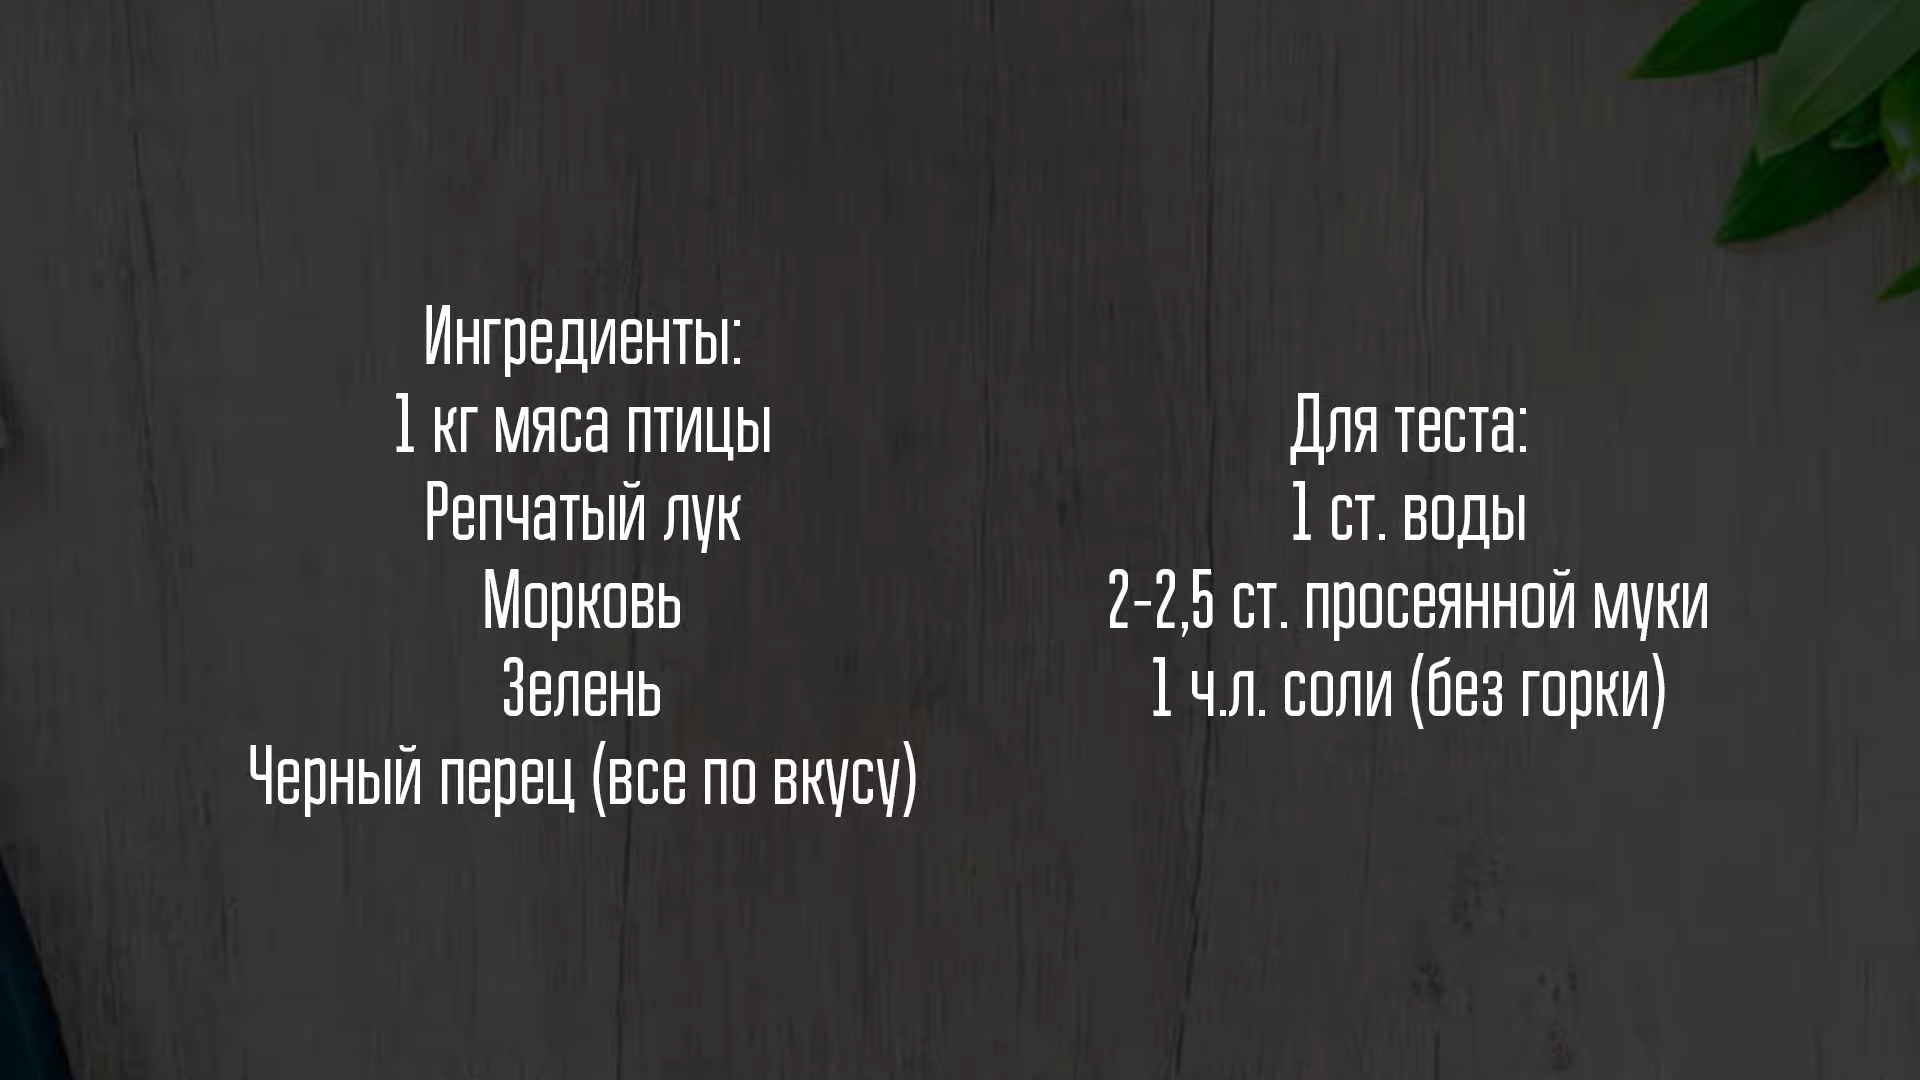 Ингредиенты:
1 кг мяса птицы
Репчатый лук
Морковь
Зелень
Черный перец (все по вкусу)
Для теста:
1 ст. воды
2-2,5 ст. просеянной муки
1 ч.л. соли (без горки)